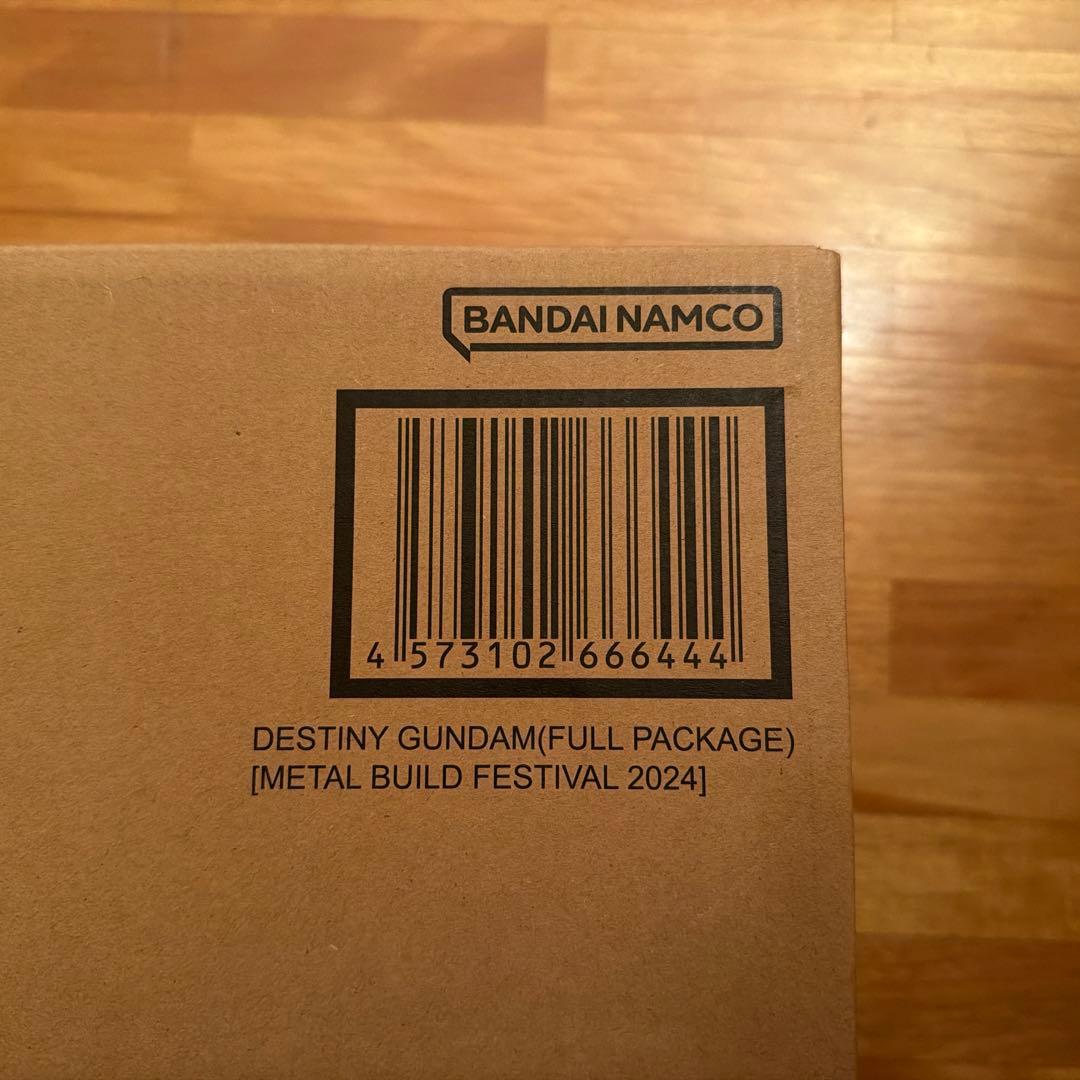 BANDAI NAMCO
4 573102 666444
DESTINY GUNDAM(FULL PACKAGE)
[METAL BUILD FESTIVAL 2024]